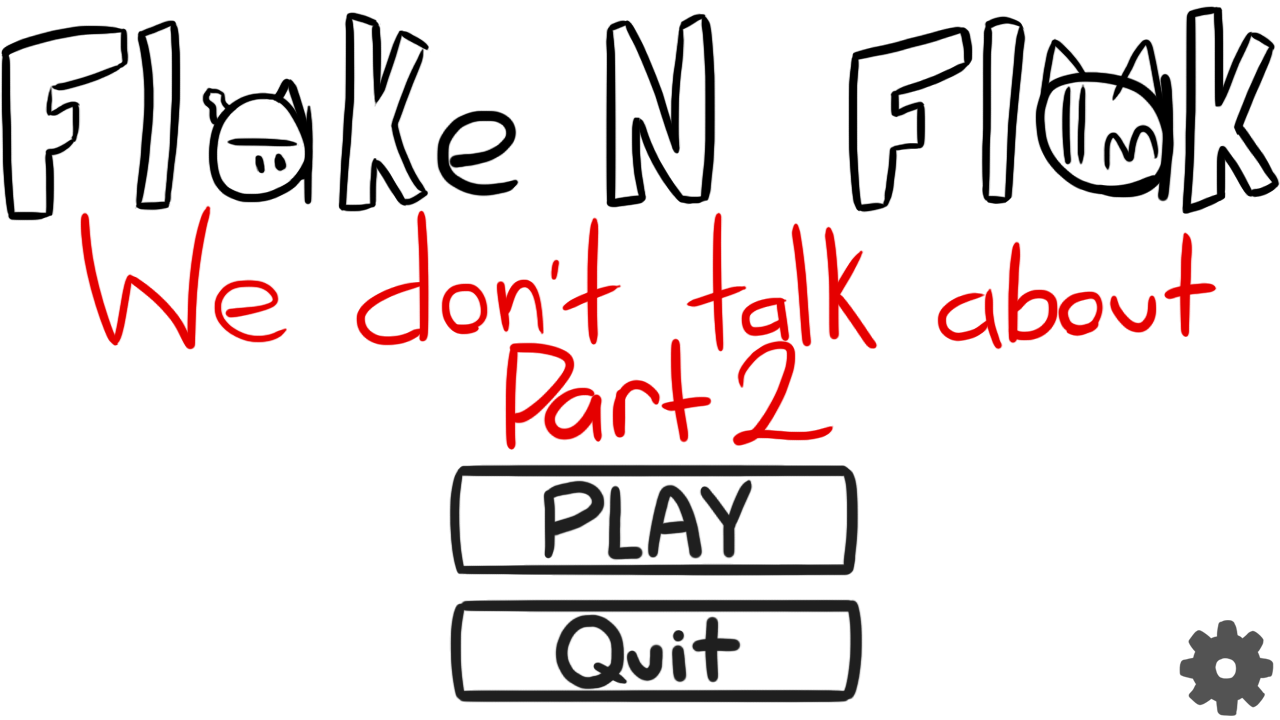 Flake N Flak
We don't talk about
Part 2
PLAY
Quit